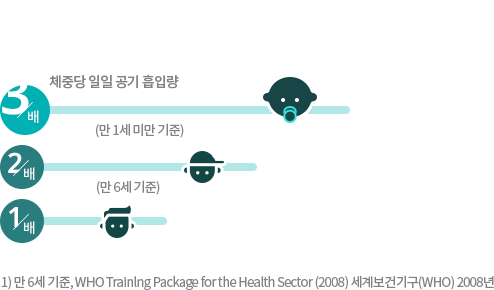 체중당 일일 공기 흡입량
3배
(만 1세 미만 기준)
2배
(만 6세 기준)
1배
1) 만 6세 기준, WHO Training Package for the Health Sector (2008) 세계보건기구(WHO) 2008년